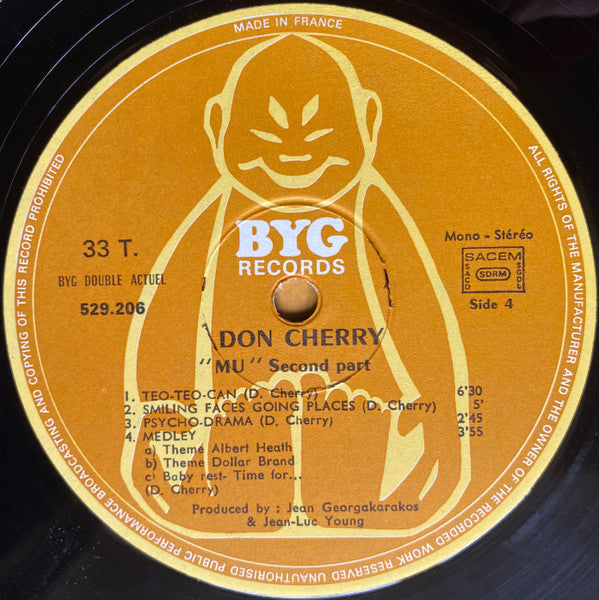 MADE IN FRANCE
ALL RIGHTS OF THE MANUFACTURER AND THE OWNER OF THE RECORDED WORK RESERVED UNAUTHORISED PUBLIC PERFORMANCE BROADCASTING AND COPYING OF THIS RECORD PROHIBITED
BYG
RECORDS
33 T.
BYG DOUBLE ACTUEL
529.206
Mono - Stéréo
SACEM
SACD SDRM SGDL
Side 4
DON CHERRY
"MU" Second part
1. TEO-TEO-CAN (D. Cherry) 6'30
2. SMILING FACES GOING PLACES (D. Cherry) 5'
3. PSYCHO-DRAMA (D. Cherry) 2'45
4. MEDLEY 3'55
a) Theme Albert Heath
b) Theme Dollar Brand
c) Baby rest- Time for...
(D. Cherry)
Produced by : Jean Georgakarakos
& Jean-Luc Young